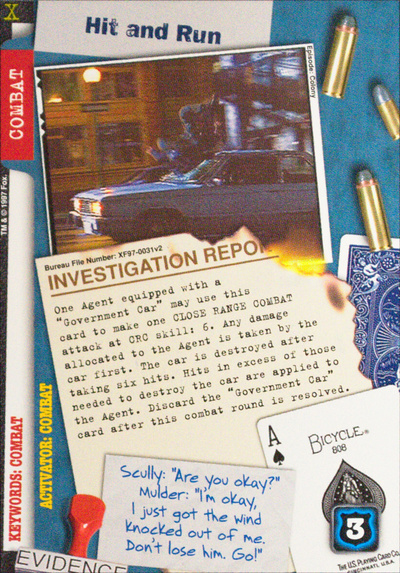 X
Hit and Run
COMBAT
Episode: Colony
TM & © 1997 Fox.
Bureau File Number: XF97-0031v2
INVESTIGATION REPO
One Agent equipped with a
"Government Car" may use this
card to make one CLOSE RANGE COMBAT
attack at CRC skill: 6. Any damage
allocated to the Agent is taken by the
car first. The car is destroyed after
taking six hits. Hits in excess of those
needed to destroy the car are applied to
the Agent. Discard the "Government Car"
card after this combat round is resolved.
KEYWORDS: COMBAT
ACTIVATOR: COMBAT
Scully: "Are you okay?"
Mulder: "I'm okay,
I just got the wind
knocked out of me.
Don't lose him. Go!"
A
BICYCLE®
808
3
THE U.S. PLAYING CARD CO.
CINCINNATI, U.S.A.
EVIDENCE